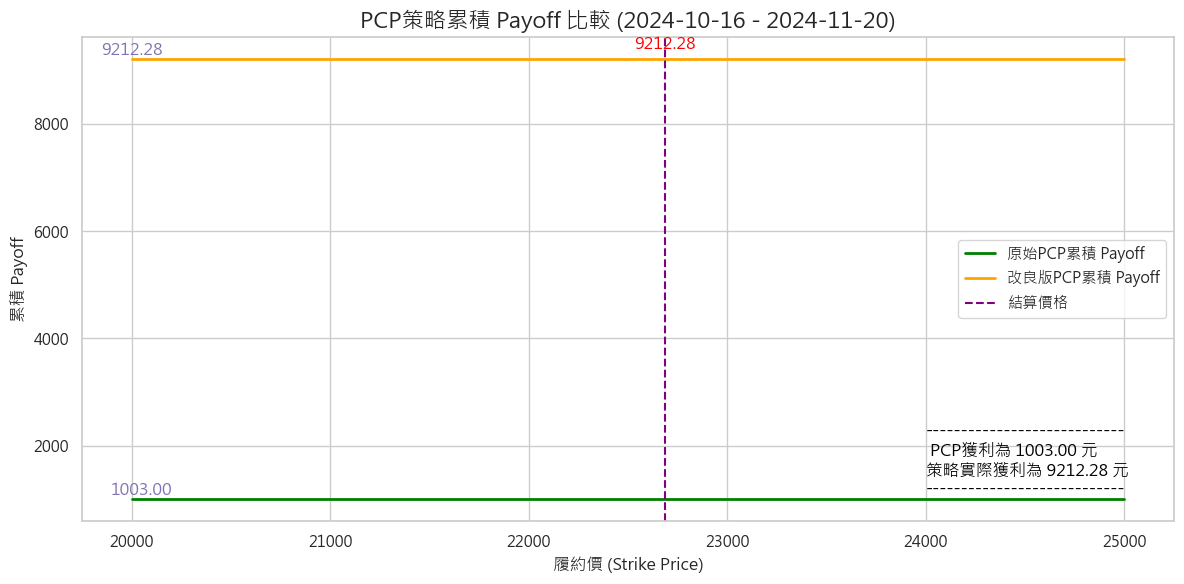 PCP策略累積 Payoff 比較 (2024-10-16 - 2024-11-20)
9212.28
9212.28
8000
6000
4000
2000
累積 Payoff
原始PCP累積 Payoff
改良版PCP累積 Payoff
結算價格
PCP獲利為 1003.00 元
策略實際獲利為 9212.28 元
1003.00
20000
21000
22000
23000
24000
25000
履約價 (Strike Price)